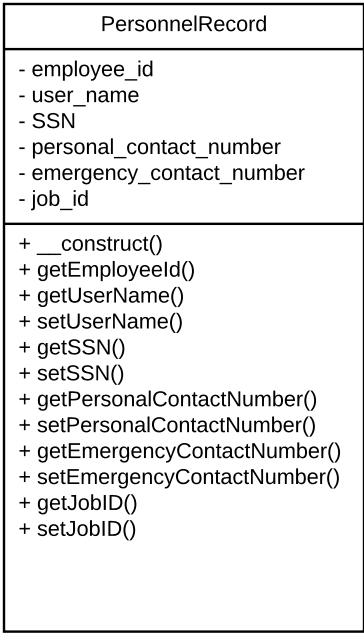 PersonnelRecord
- employee_id
- user_name
- SSN
- personal_contact_number
- emergency_contact_number
- job_id
+ __construct()
+ getEmployeeId()
+ getUserName()
+ setUserName()
+ getSSN()
+ setSSN()
+ getPersonalContactNumber()
+ setPersonalContactNumber()
+ getEmergencyContactNumber()
+ setEmergencyContactNumber()
+ getJobID()
+ setJobID()